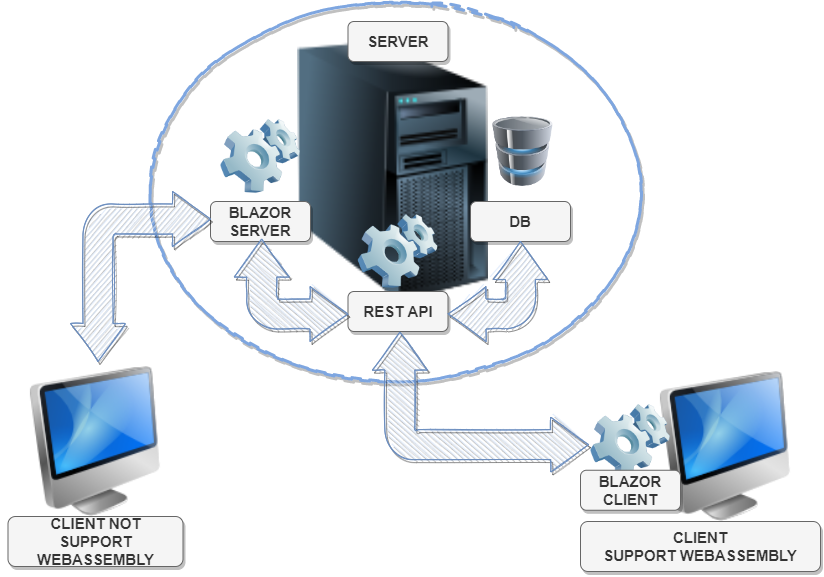 SERVER
BLAZOR
SERVER
DB
REST API
BLAZOR
CLIENT
CLIENT NOT
SUPPORT
WEBASSEMBLY
CLIENT
SUPPORT WEBASSEMBLY